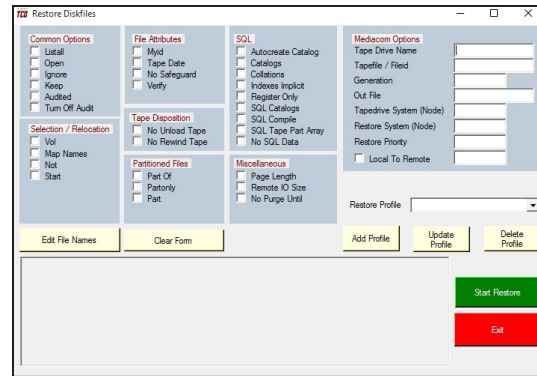 TCO Restore Diskfiles
Common Options
Listall
Open
Ignore
Keep
Audited
Turn Off Audit
Selection / Relocation
Vol
Map Names
Not
Start
File Attributes
Myid
Tape Date
No Safeguard
Verify
Tape Disposition
No Unload Tape
No Rewind Tape
Partitioned Files
Part Of
Partonly
Part
SQL
Autocreate Catalog
Catalogs
Collations
Indexes Implicit
Register Only
SQL Catalogs
SQL Compile
SQL Tape Part Array
No SQL Data
Miscellaneous
Page Length
Remote IO Size
No Purge Until
Mediacom Options
Tape Drive Name
Tapefile / Fileid
Generation
Out File
Tapedrive System (Node)
Restore System (Node)
Restore Priority
Local To Remote
Restore Profile
Edit File Names
Clear Form
Add Profile
Update
Profile
Delete
Profile
Start Restore
Exit